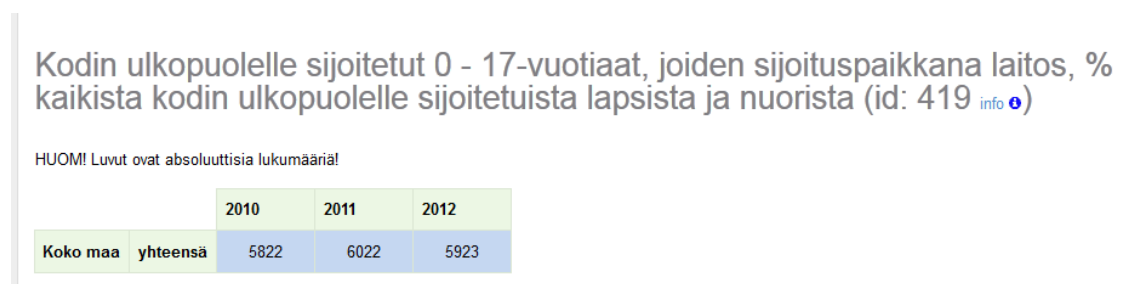 Kodin ulkopuolelle sijoitetut 0 - 17-vuotiaat, joiden sijoituspaikkana laitos, %
kaikista kodin ulkopuolelle sijoitetuista lapsista ja nuorista (id: 419 info i)
HUOM! Luvut ovat absoluuttisia lukumääriä!
2010 2011 2012
Koko maa yhteensä 5822 6022 5923